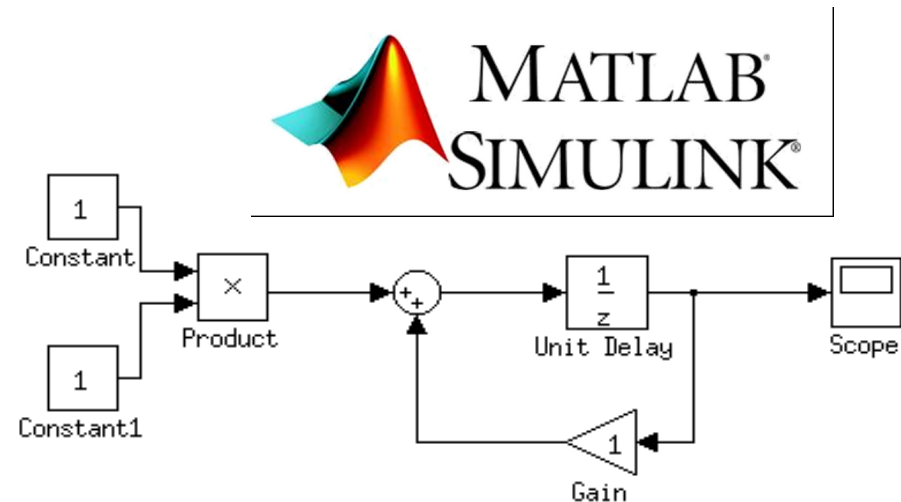 MATLAB®
SIMULINK®
1
Constant
×
Product
1
Constant1
+
+
1
z
Unit Delay
Scope
1
Gain